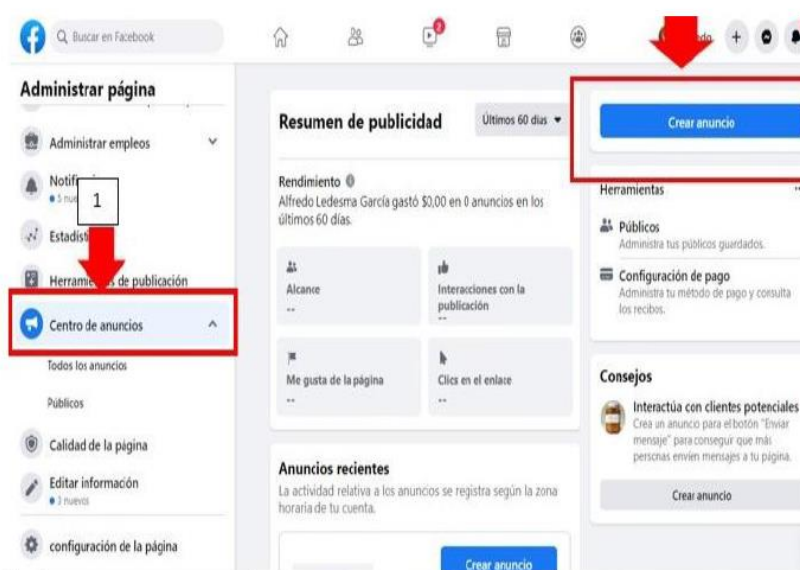 Buscar en Facebook
2
Administrar página
Administrar empleos
1
Herramie s de publicación
Centro de anuncios
Todos los anuncios
Públicos
Calidad de la página
Editar información
3 nuevos
configuración de la página
Resumen de publicidad
Últimos 60 días
Rendimiento
Alfredo Ledesma García gastó $0,00 en 0 anuncios en los
últimos 60 días.
Alcance
--
Interacciones con la
publicación
--
Me gusta de la página
--
Clics en el enlace
--
Anuncios recientes
La actividad relativa a los anuncios se registra según la zona
horaria de tu cuenta.
Crear anuncio
Crear anuncio
Herramientas
Públicos
Administra tus públicos guardados.
Configuración de pago
Administra tu método de pago y consulta
los recibos.
Consejos
Interactúa con clientes potenciales
Crea un anuncio para el botón "Enviar
mensaje" para conseguir que más
personas envíen mensajes a tu página.
Crear anuncio